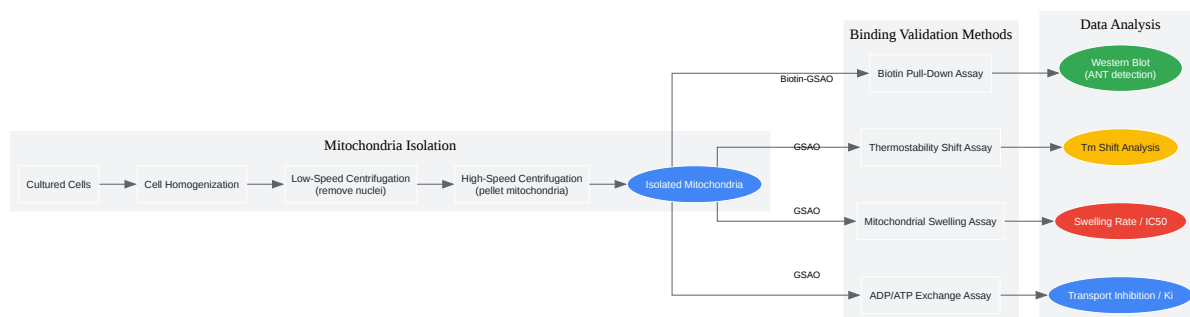 Mitochondria Isolation
Cultured Cells
Cell Homogenization
Low-Speed Centrifugation
(remove nuclei)
High-Speed Centrifugation
(pellet mitochondria)
Isolated Mitochondria
Biotin-GSAO
GSAO
GSAO
GSAO
Binding Validation Methods
Biotin Pull-Down Assay
Thermostability Shift Assay
Mitochondrial Swelling Assay
ADP/ATP Exchange Assay
Data Analysis
Western Blot
(ANT detection)
Tm Shift Analysis
Swelling Rate / IC50
Transport Inhibition / Ki